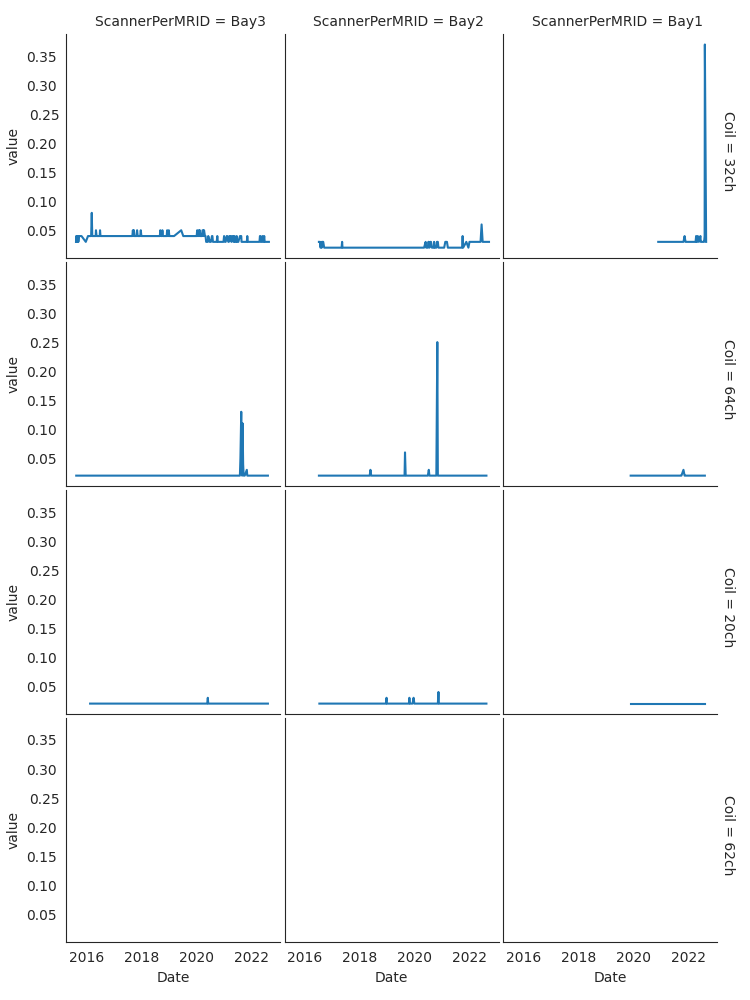 ScannerPerMRID = Bay3
ScannerPerMRID = Bay2
ScannerPerMRID = Bay1
0.35
0.30
0.25
0.20
0.15
0.10
0.05
value
Coil = 32ch
0.35
0.30
0.25
0.20
0.15
0.10
0.05
value
Coil = 64ch
0.35
0.30
0.25
0.20
0.15
0.10
0.05
value
Coil = 20ch
0.35
0.30
0.25
0.20
0.15
0.10
0.05
value
Coil = 62ch
2016 2018 2020 2022
2016 2018 2020 2022
2016 2018 2020 2022
Date
Date
Date